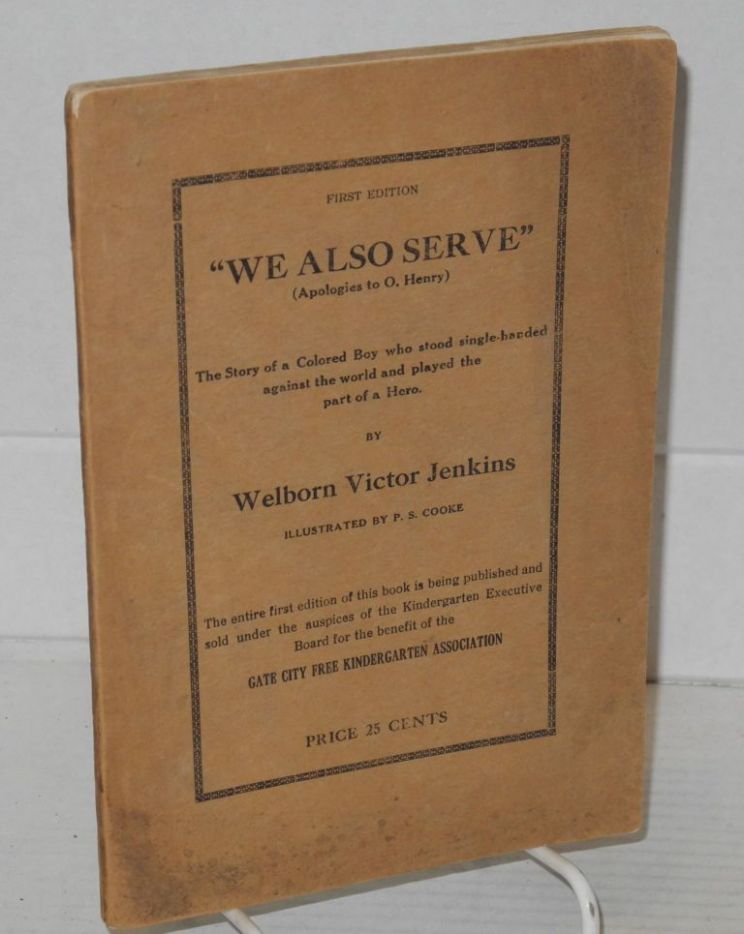 FIRST EDITION
"WE ALSO SERVE"
(Apologies to O. Henry)
The Story of a Colored Boy who stood single-handed
against the world and played the
part of a Hero.
BY
Welborn Victor Jenkins
ILLUSTRATED BY P. S. COOKE
The entire first edition of this book is being published and
sold under the auspices of the Kindergarten Executive
Board for the benefit of the
GATE CITY FREE KINDERGARTEN ASSOCIATION
PRICE 25 CENTS